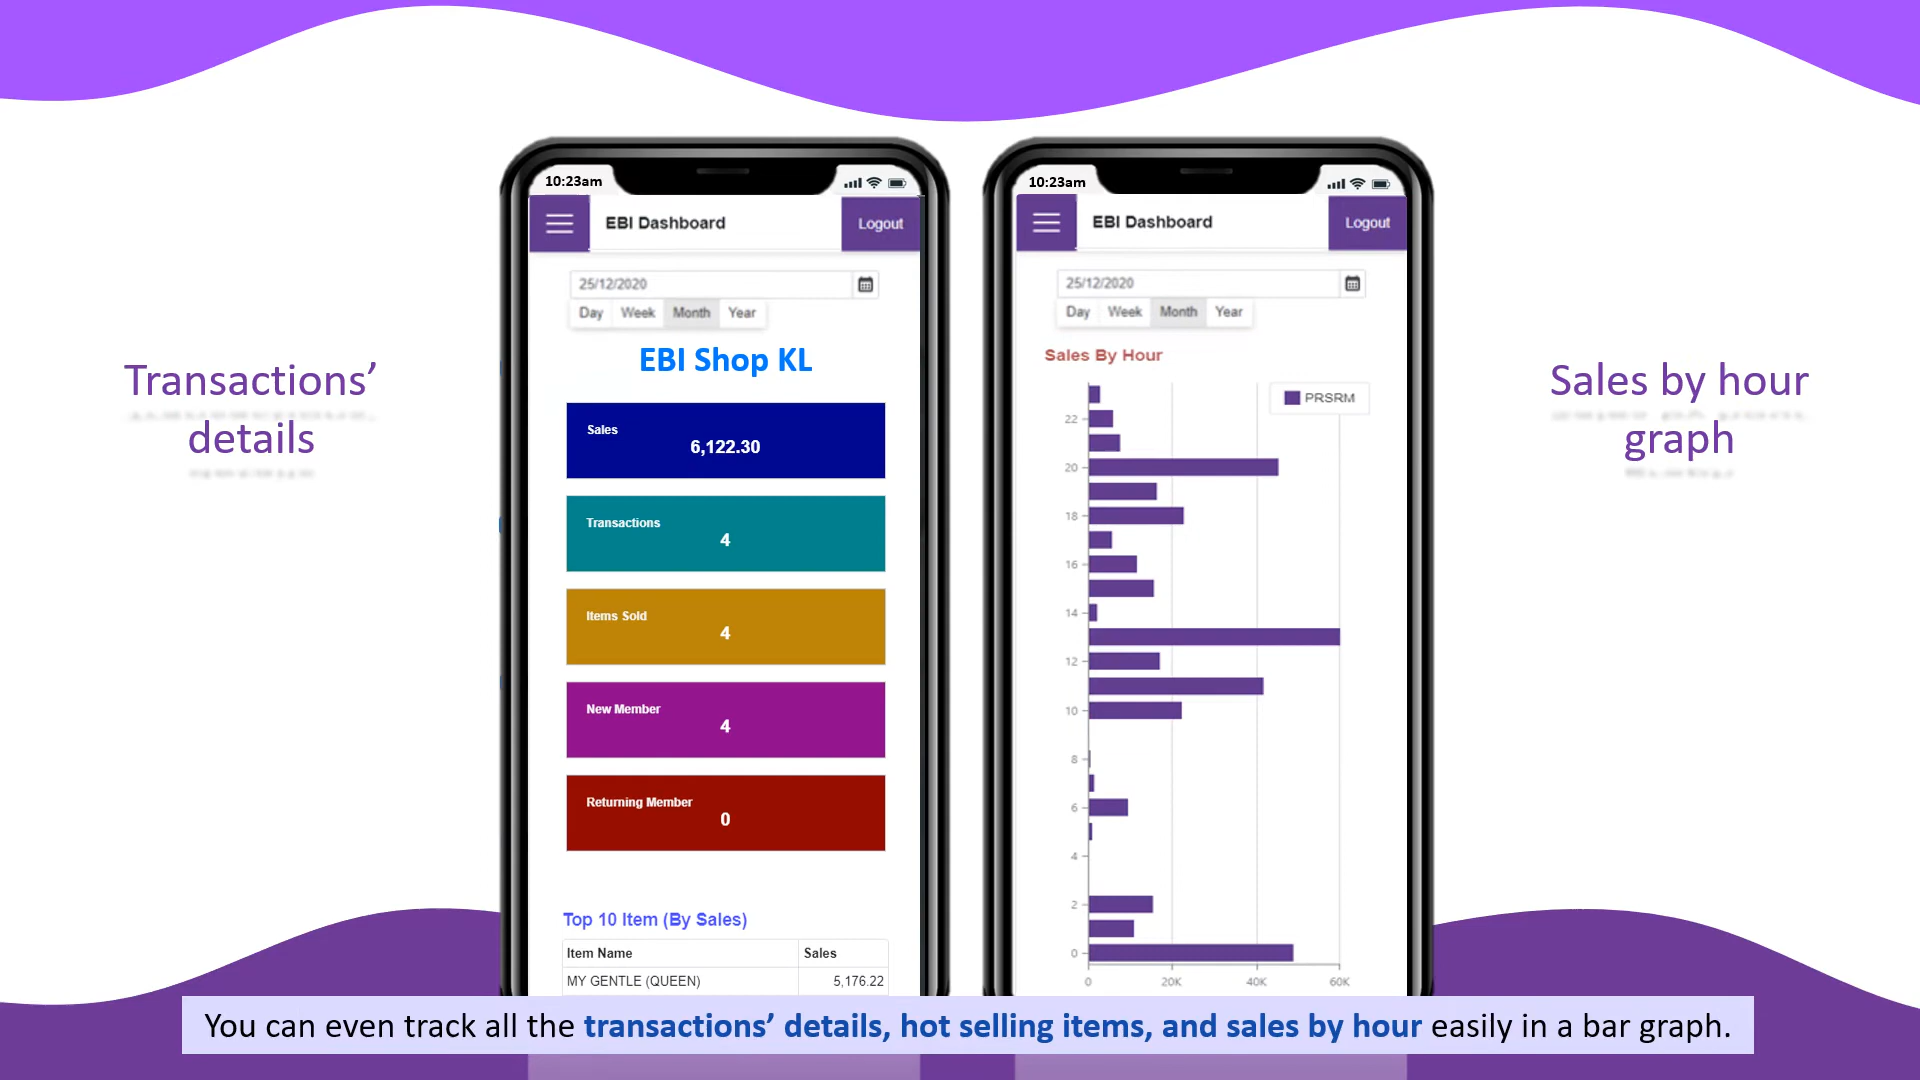 Transactions’
details
10:23am
EBI Dashboard
Logout
25/12/2020
Day Week Month Year
EBI Shop KL
Sales
6,122.30
Transactions
4
Items Sold
4
New Member
4
Returning Member
0
Top 10 Item (By Sales)
Item Name Sales
MY GENTLE (QUEEN) 5,176.22
10:23am
EBI Dashboard
Logout
25/12/2020
Day Week Month Year
Sales By Hour
PRSRM
22
20
18
16
14
12
10
8
6
4
2
0
0 20K 40K 60K
Sales by hour
graph
You can even track all the transactions’ details, hot selling items, and sales by hour easily in a bar graph.